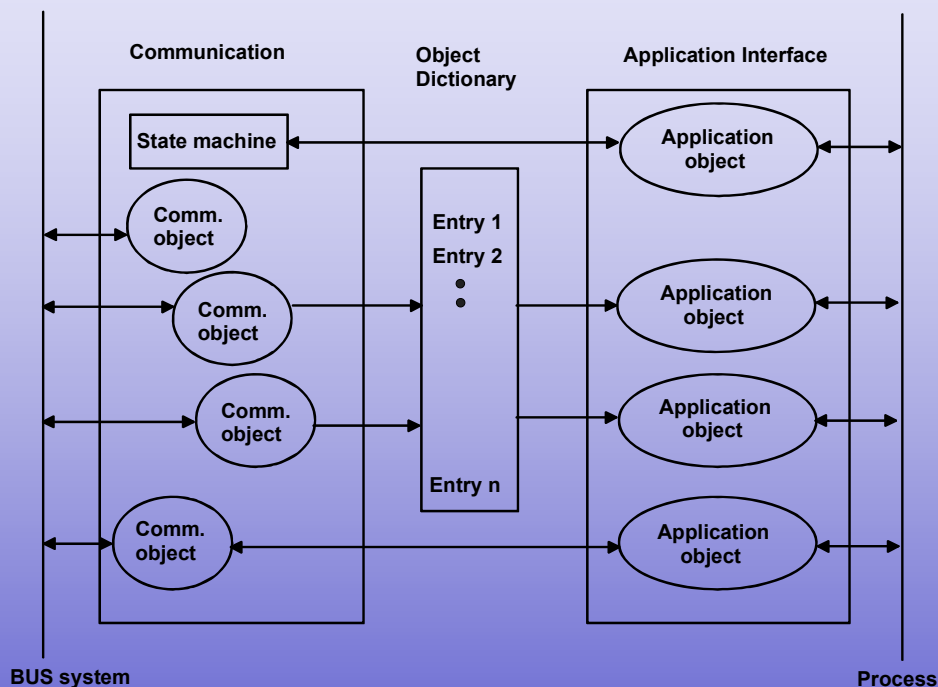 Communication
Object
Dictionary
Application Interface
State machine
Application
object
Comm.
object
Entry 1
Entry 2
Comm.
object
Application
object
Comm.
object
Application
object
Entry n
Comm.
object
Application
object
BUS system
Process